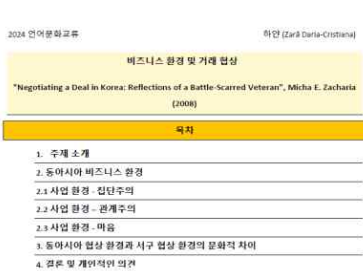 2024 언어문화교류
하얀 (Zară Daria-Cristiana)
비즈니스 환경 및 거래 협상
"Negotiating a Deal in Korea: Reflections of a Battle-Scarred Veteran", Micha E. Zacharia
(2008)
목차
1. 주제 소개
2. 동아시아 비즈니스 환경
2.1 사업 환경 - 집단주의
2.2 사업 환경 – 관계주의
2.3 사업 환경 - 마음
3. 동아시아 협상 환경과 서구 협상 환경의 문화적 차이
4. 결론 및 개인적인 의견